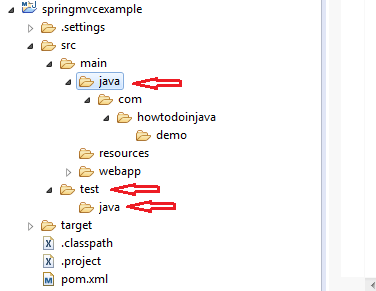 springmvcexample
.settings
src
main
java
com
howtodoinjava
demo
resources
webapp
test
java
target
.classpath
.project
pom.xml